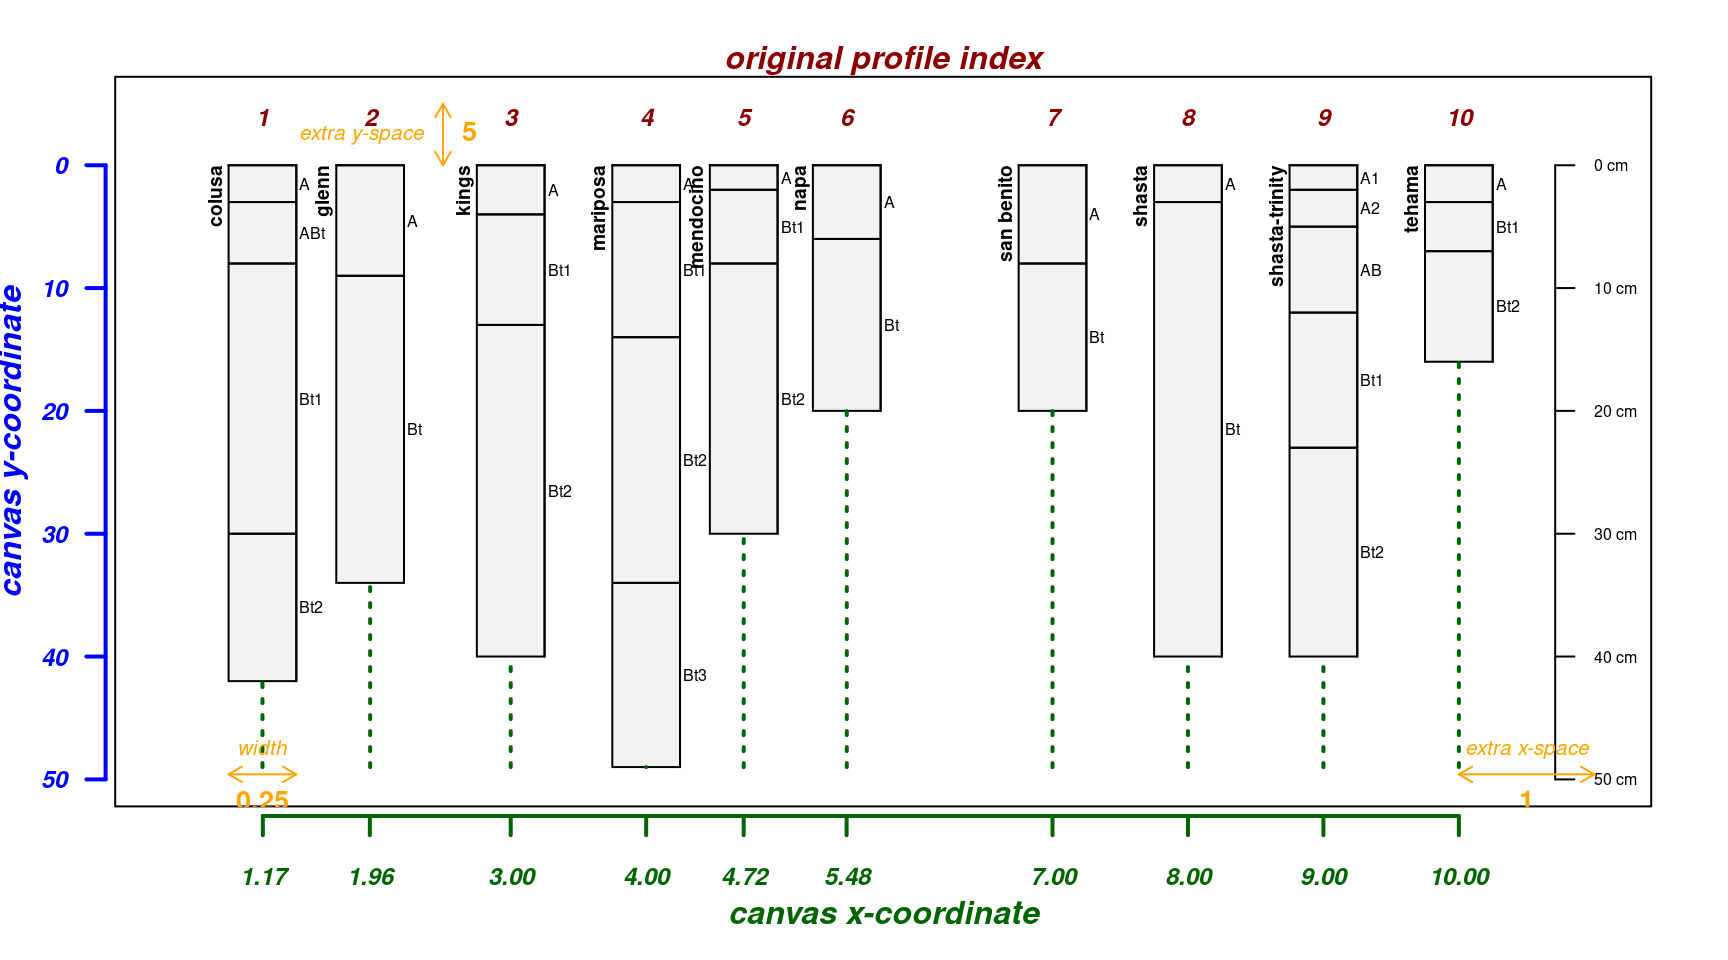 original profile index
1 2 3 4 5 6 7 8 9 10
extra y-space 5
canvas y-coordinate
0
10
20
30
40
50
colusa
A
ABt
Bt1
Bt2
glenn
A
Bt
kings
A
Bt1
Bt2
mariposa
A
Bt1
Bt2
Bt3
mendocino
A
Bt1
Bt2
napa
A
Bt
san benito
A
Bt
shasta
A
Bt
shasta-trinity
A1
A2
AB
Bt1
Bt2
tehama
A
Bt1
Bt2
0 cm
10 cm
20 cm
30 cm
40 cm
50 cm
width
0.25
extra x-space
1
1.17 1.96 3.00 4.00 4.72 5.48 7.00 8.00 9.00 10.00
canvas x-coordinate